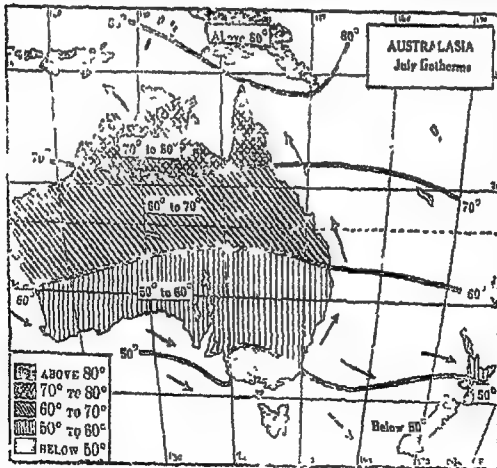 80°
Above 80°
80°
AUSTRALASIA
July Isotherms
70°
70° to 80°
60° to 70°
70°
60°
50° to 60°
60°
50°
50°
Below 50°
ABOVE 80°
70° TO 80°
60° TO 70°
50° TO 60°
BELOW 50°